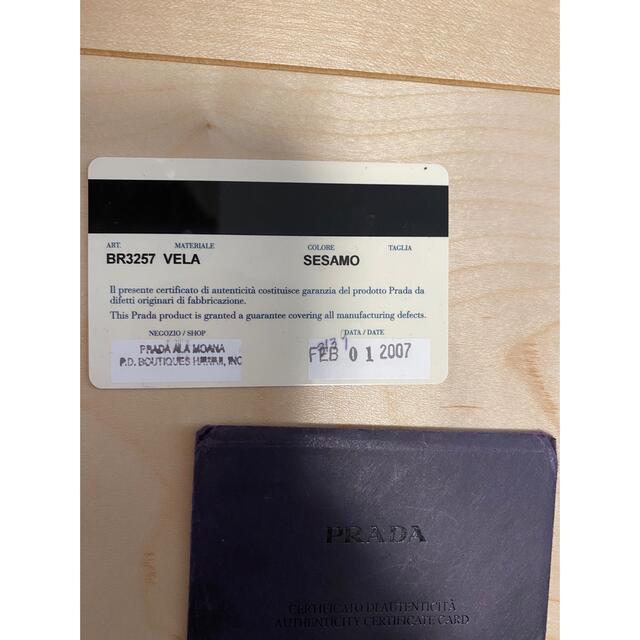 ART. MATERIALE COLORE TAGLIA
BR3257 VELA SESAMO
Il presente certificato di autenticità costituisce garanzia del prodotto Prada da
difetti originari di fabbricazione.
This Prada product is granted a guarantee covering all manufacturing defects.
NEGOZIO / SHOP DATA / DATE
PRADA ALA MOANA
P.D. BOUTIQUES HAWAII, INC
FEB 01 2007
PRADA
CERTIFICATO DI AUTENTICITÀ
AUTHENTICITY CERTIFICATE CARD